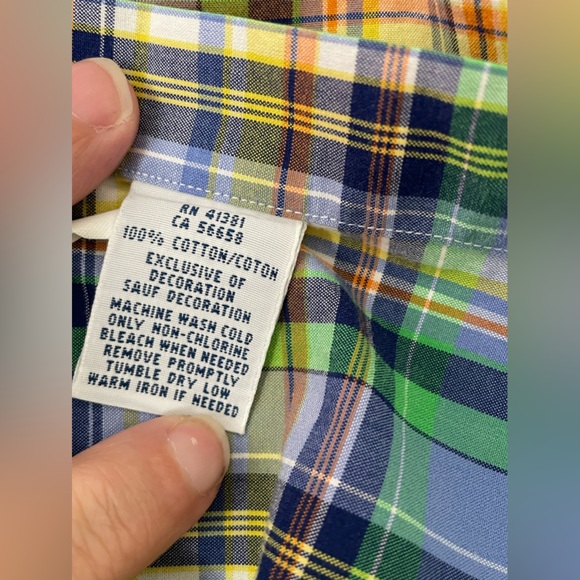 RN 41381
CA 56658
100% COTTON/COTON
EXCLUSIVE OF
DECORATION
SAUF DECORATION
MACHINE WASH COLD
ONLY NON-CHLORINE
BLEACH WHEN NEEDED
REMOVE PROMPTLY
TUMBLE DRY LOW
WARM IRON IF NEEDED